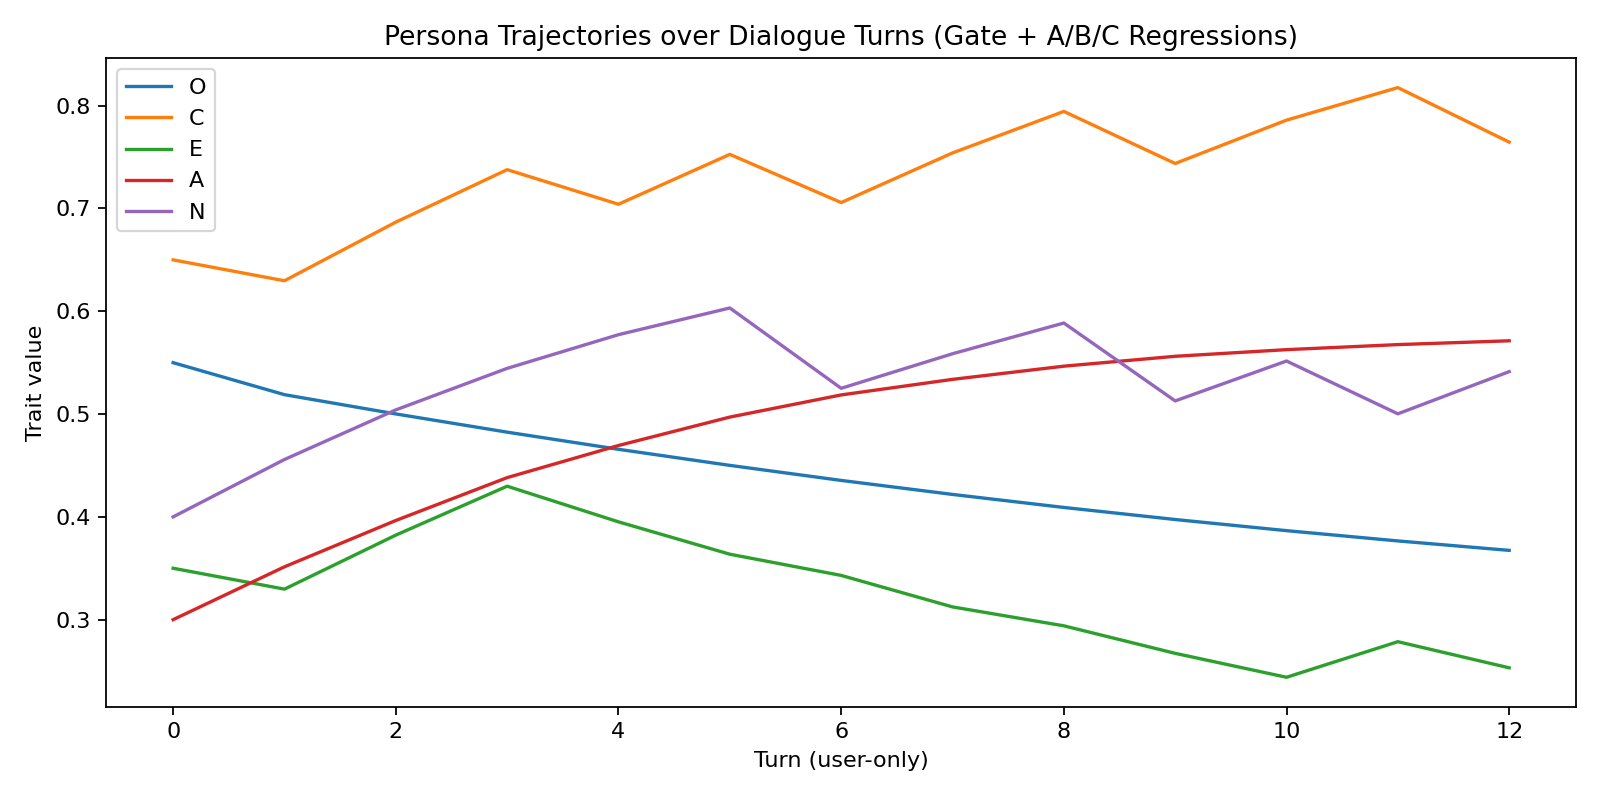 Persona Trajectories over Dialogue Turns (Gate + A/B/C Regressions)
O
C
E
A
N
0.8
0.7
0.6
0.5
0.4
0.3
Trait value
0 2 4 6 8 10 12
Turn (user-only)